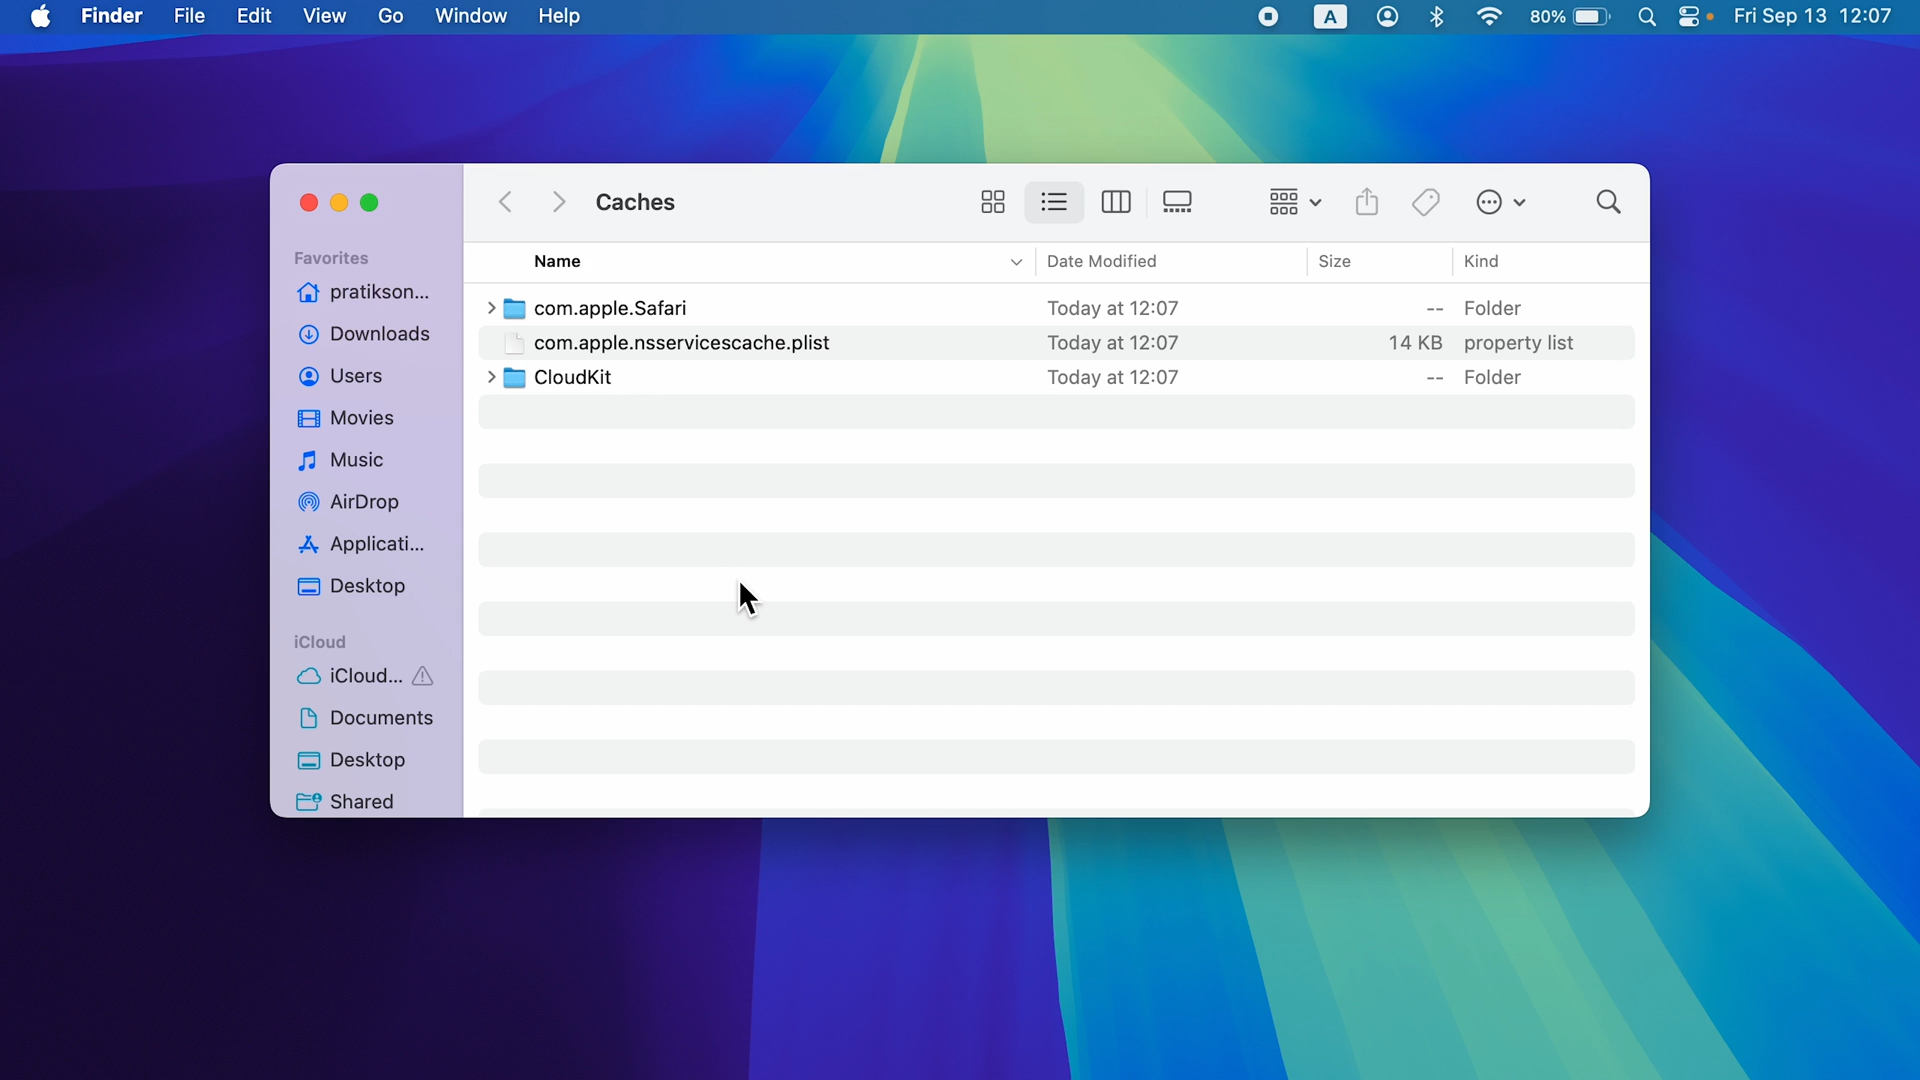 Finder File Edit View Go Window Help A 80% Fri Sep 13 12:07
Caches
Favorites
pratikson...
Downloads
Users
Movies
Music
AirDrop
Applicati...
Desktop
iCloud
iCloud...
Documents
Desktop
Shared
Name Date Modified Size Kind
com.apple.Safari Today at 12:07 -- Folder
com.apple.nsservicescache.plist Today at 12:07 14 KB property list
CloudKit Today at 12:07 -- Folder